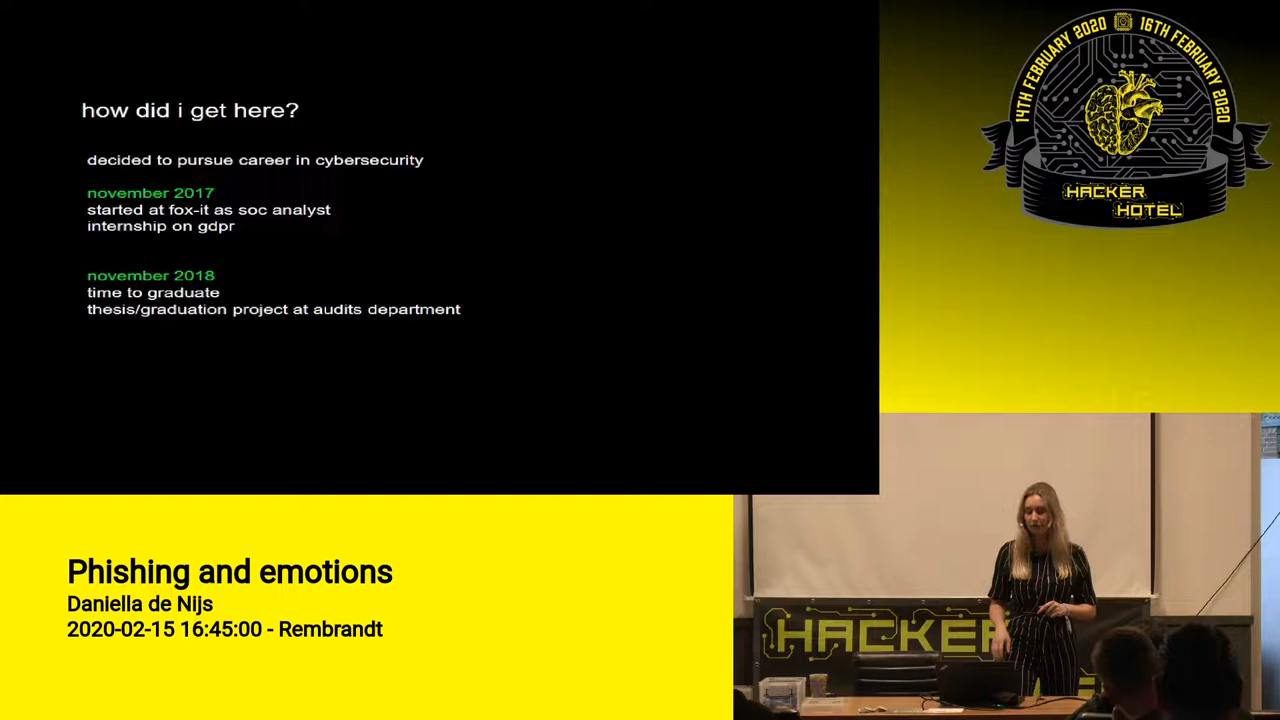 how did i get here?
decided to pursue career in cybersecurity
november 2017
started at fox-it as soc analyst
internship on gdpr
november 2018
time to graduate
thesis/graduation project at audits department
14TH FEBRUARY 2020
16TH FEBRUARY 2020
HACKER
HOTEL
Phishing and emotions
Daniella de Nijs
2020-02-15 16:45:00 - Rembrandt
HACKER